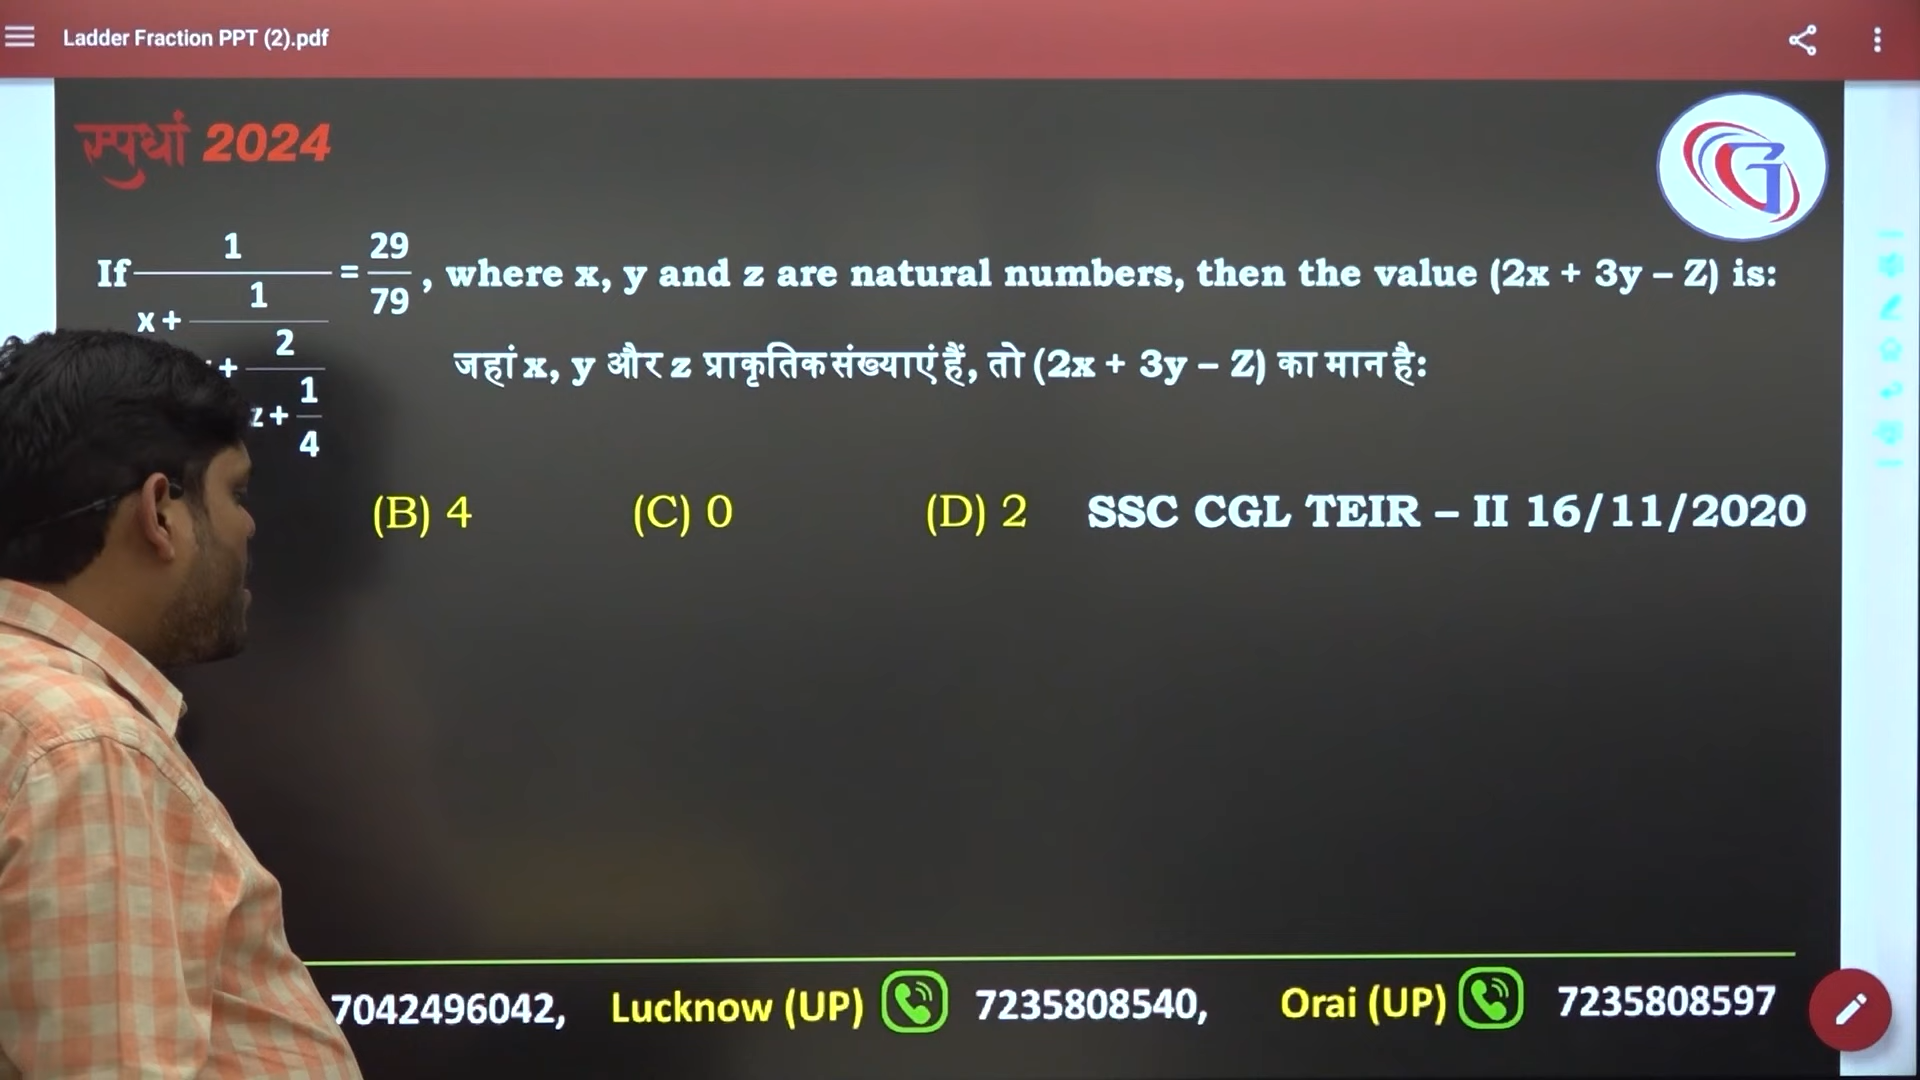 Ladder Fraction PPT (2).pdf
स्पर्धा 2024
G
If 1 / x + 1 / + 2 / z + 1 / 4 = 29 / 79 , where x, y and z are natural numbers, then the value (2x + 3y – Z) is:
जहां x, y और z प्राकृतिक संख्याएं हैं, तो (2x + 3y – Z) का मान है:
(B) 4 (C) 0 (D) 2 SSC CGL TEIR – II 16/11/2020
7042496042, Lucknow (UP) 7235808540, Orai (UP) 7235808597